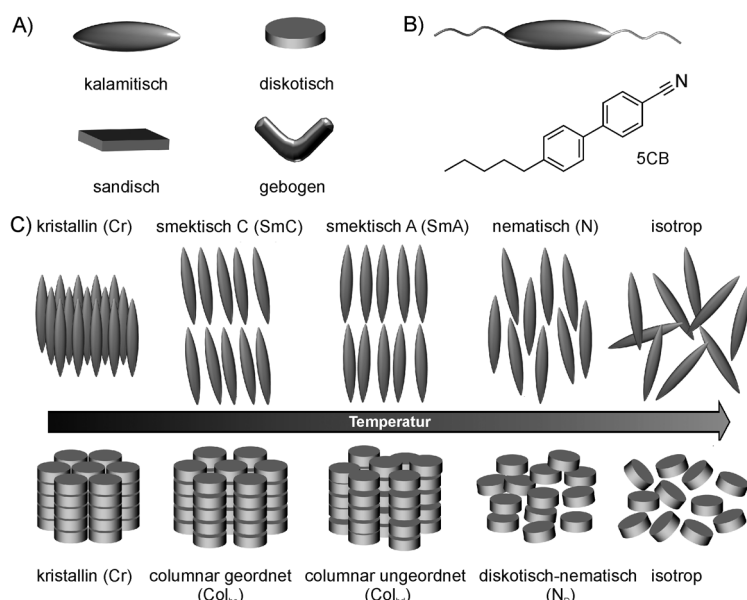 A)
B)
kalamitisch
diskotisch
sandisch
gebogen
N
5CB
C)
kristallin (Cr)
smektisch C (SmC)
smektisch A (SmA)
nematisch (N)
isotrop
Temperatur
kristallin (Cr)
columnar geordnet
columnar ungeordnet
diskotisch-nematisch
isotrop